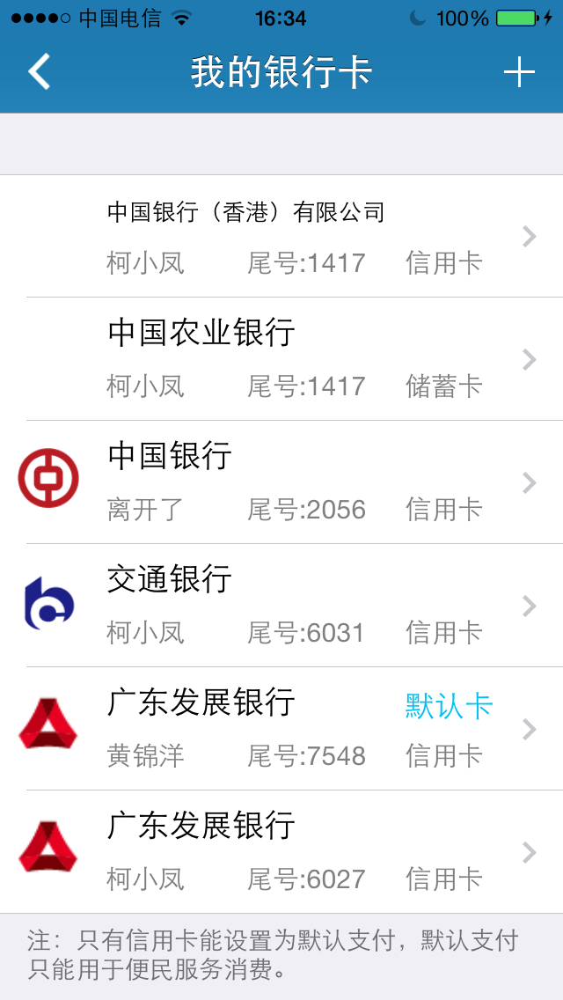 中国电信 16:34 100%
我的银行卡
中国银行（香港）有限公司
柯小凤 尾号:1417 信用卡
中国农业银行
柯小凤 尾号:1417 储蓄卡
中国银行
离开了 尾号:2056 信用卡
交通银行
柯小凤 尾号:6031 信用卡
广东发展银行 默认卡
黄锦洋 尾号:7548 信用卡
广东发展银行
柯小凤 尾号:6027 信用卡
注：只有信用卡能设置为默认支付，默认支付
只能用于便民服务消费。